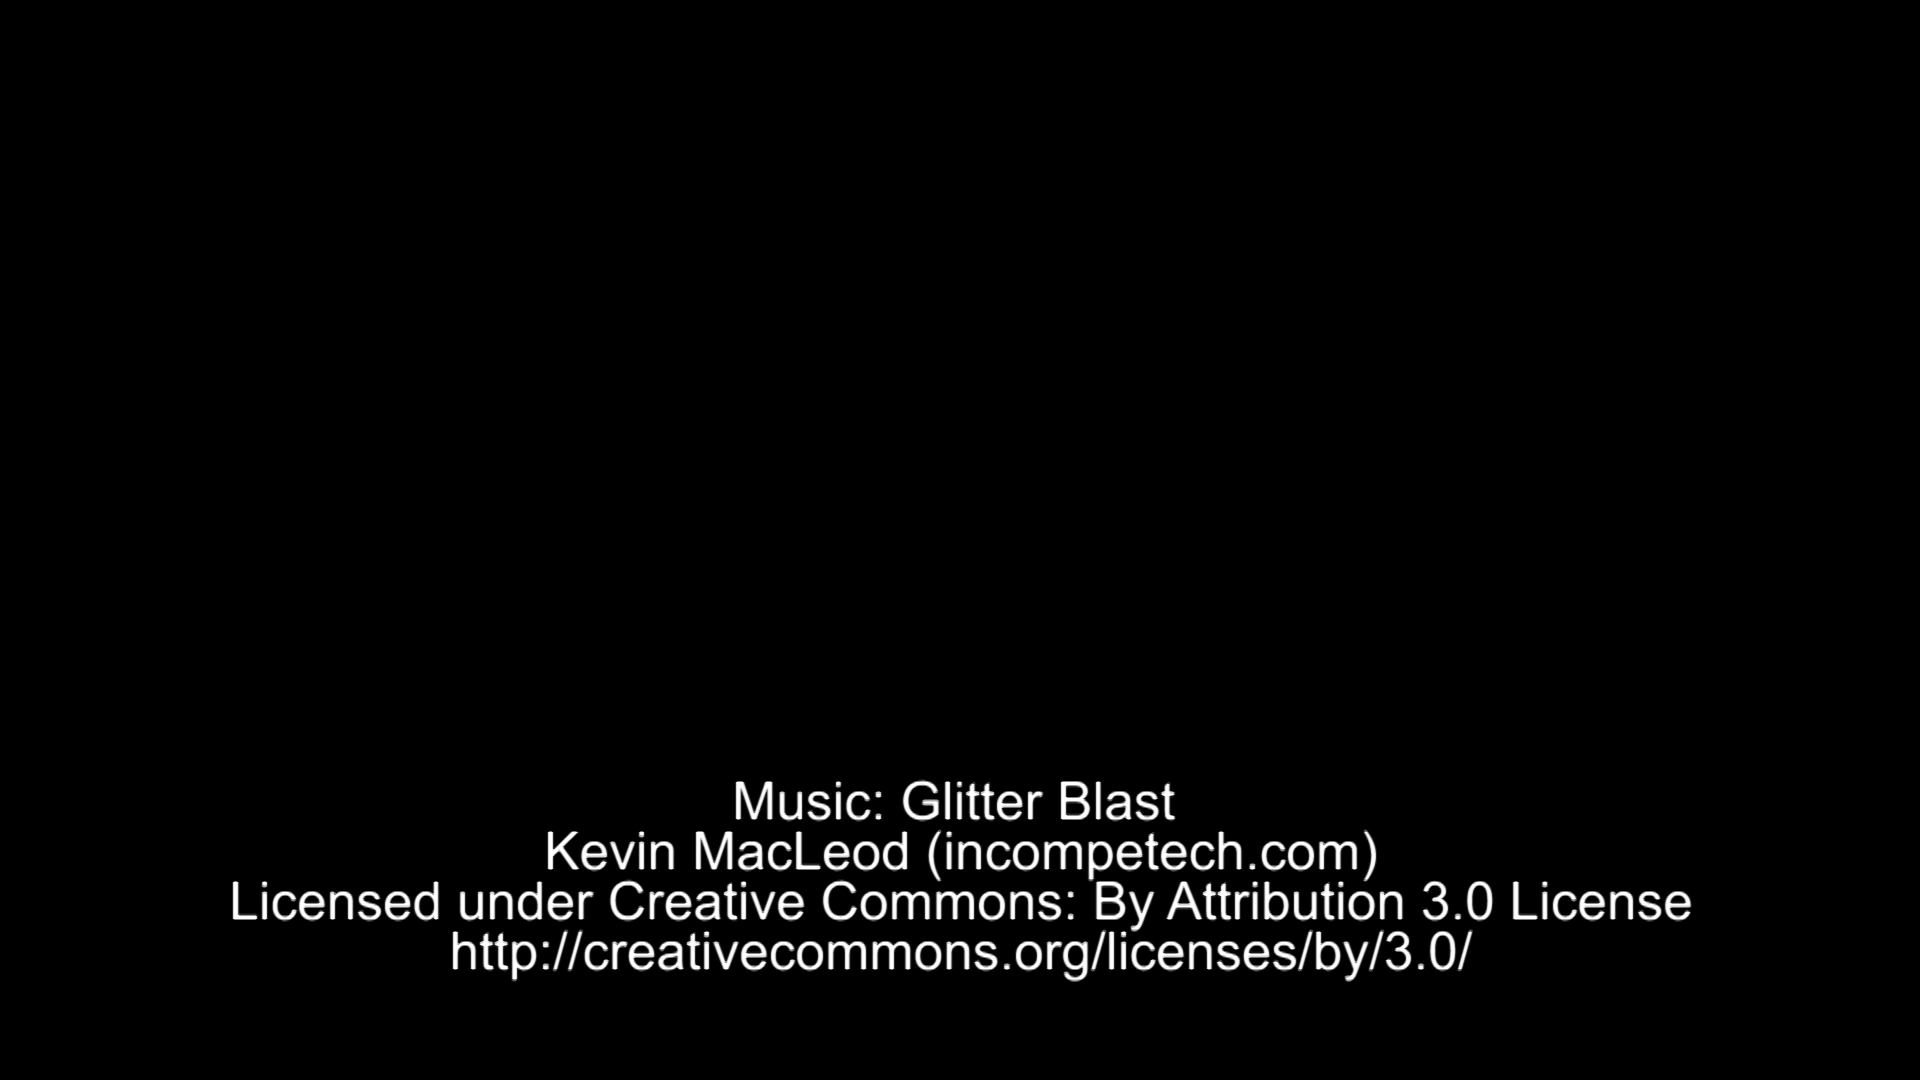 Music: Glitter Blast
Kevin MacLeod (incompetech.com)
Licensed under Creative Commons: By Attribution 3.0 License
http://creativecommons.org/licenses/by/3.0/